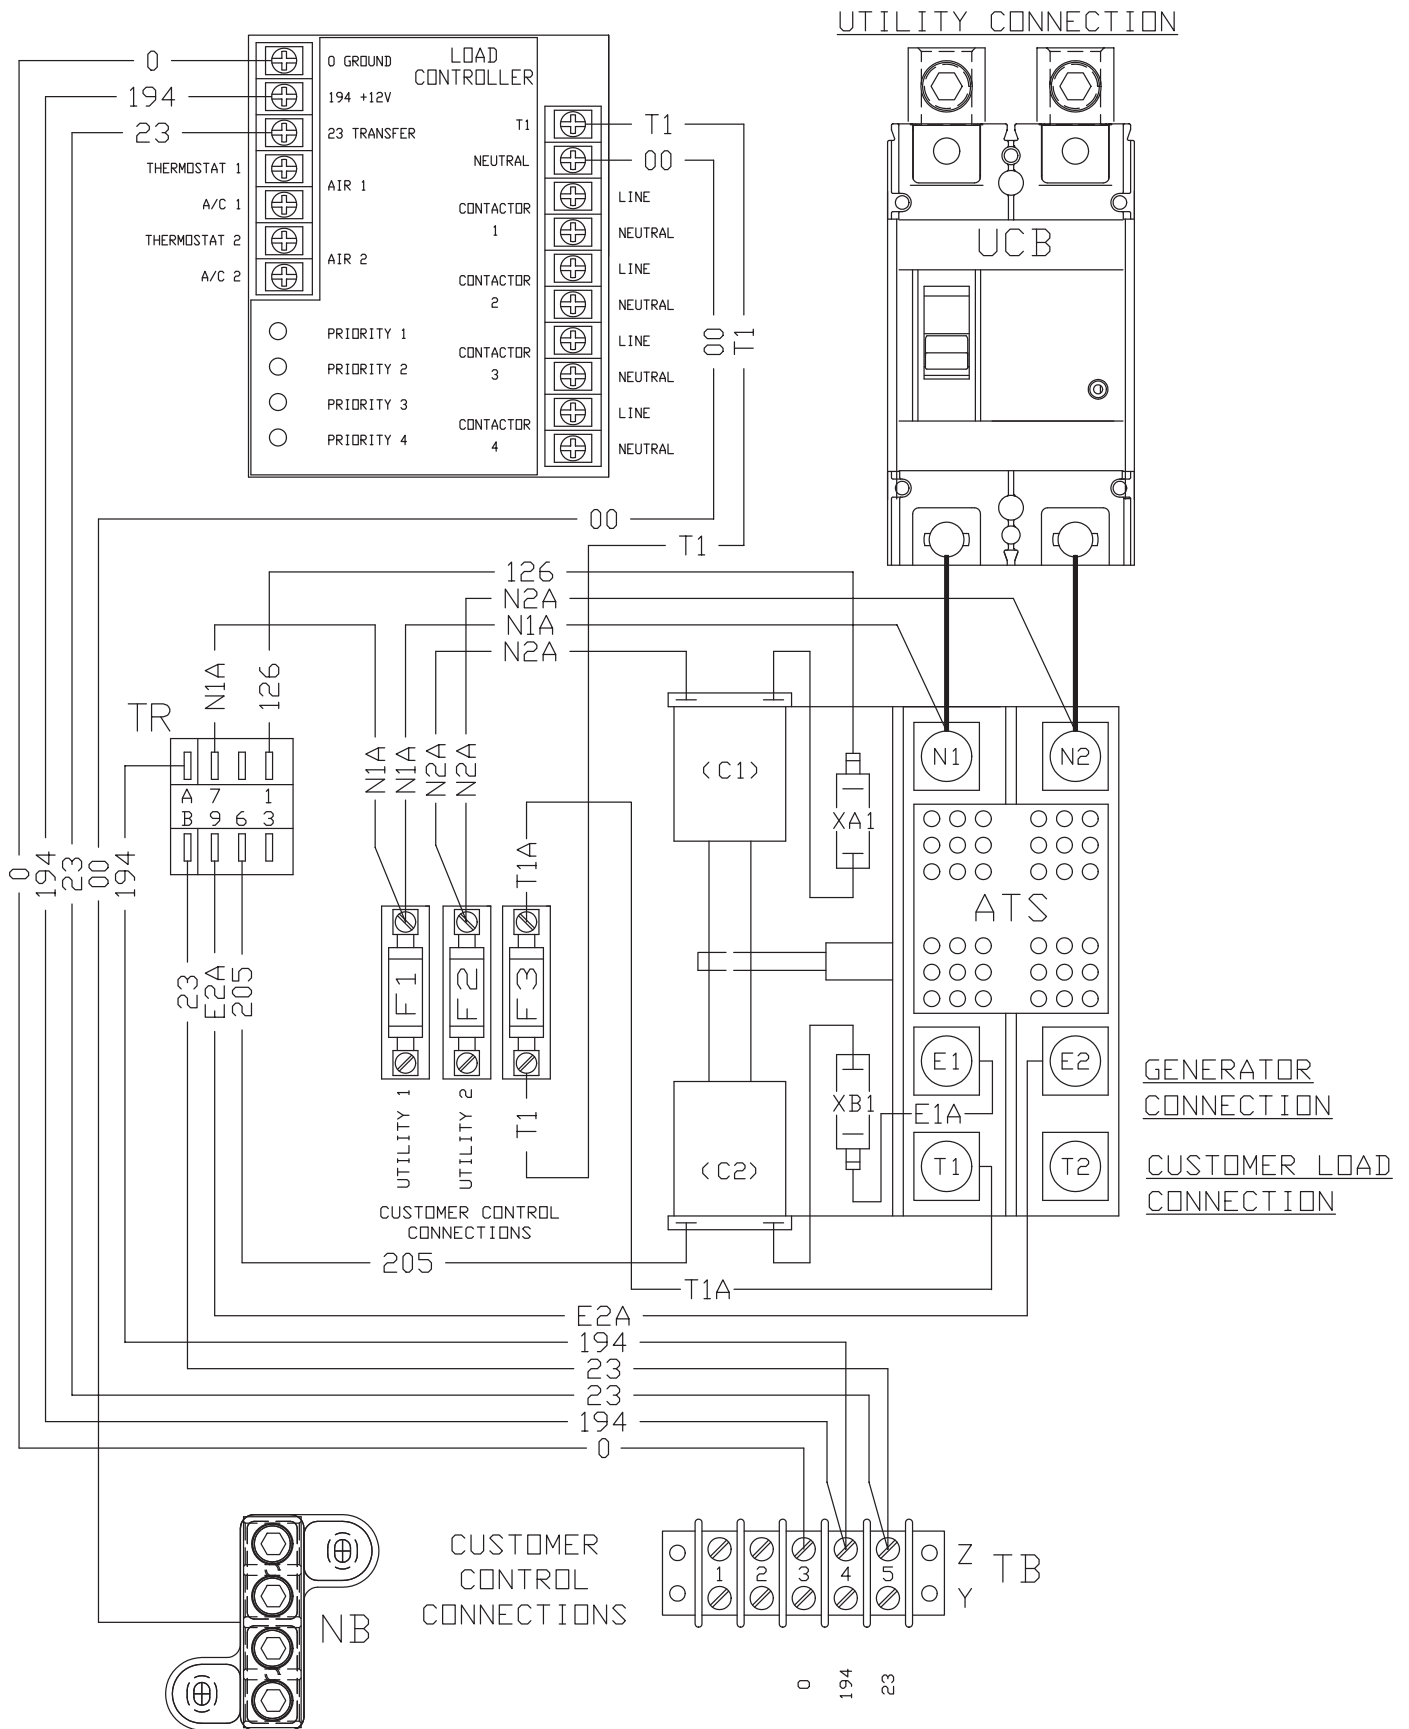 UTILITY CONNECTION
LOAD
CONTROLLER
0
0 GROUND
194
194 +12V
23
23 TRANSFER
THERMOSTAT 1
AIR 1
A/C 1
THERMOSTAT 2
AIR 2
A/C 2
T1
T1
NEUTRAL
00
LINE
CONTACTOR
1
NEUTRAL
LINE
CONTACTOR
2
NEUTRAL
LINE
CONTACTOR
3
NEUTRAL
LINE
CONTACTOR
4
NEUTRAL
PRIORITY 1
PRIORITY 2
PRIORITY 3
PRIORITY 4
00
T1
UCB
00
T1
126
N2A
N1A
N2A
N1A
126
TR
A 7 1
B 9 6 3
N1A
N1A
N2A
N2A
T1A
(C1)
XA1
N1
N2
ATS
0
194
23
00
194
23
E2A
205
F1
F2
F3
UTILITY 1
UTILITY 2
T1
CUSTOMER CONTROL
CONNECTIONS
(C2)
XB1
E1A
E1
E2
T1
T2
GENERATOR
CONNECTION
CUSTOMER LOAD
CONNECTION
205
T1A
E2A
194
23
23
194
0
NB
CUSTOMER
CONTROL
CONNECTIONS
1 2 3 4 5
Z
Y
TB
0
194
23